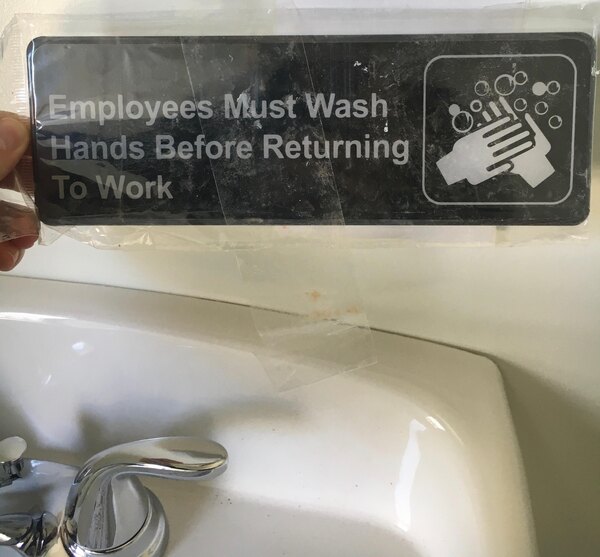 Employees Must Wash
Hands Before Returning
To Work